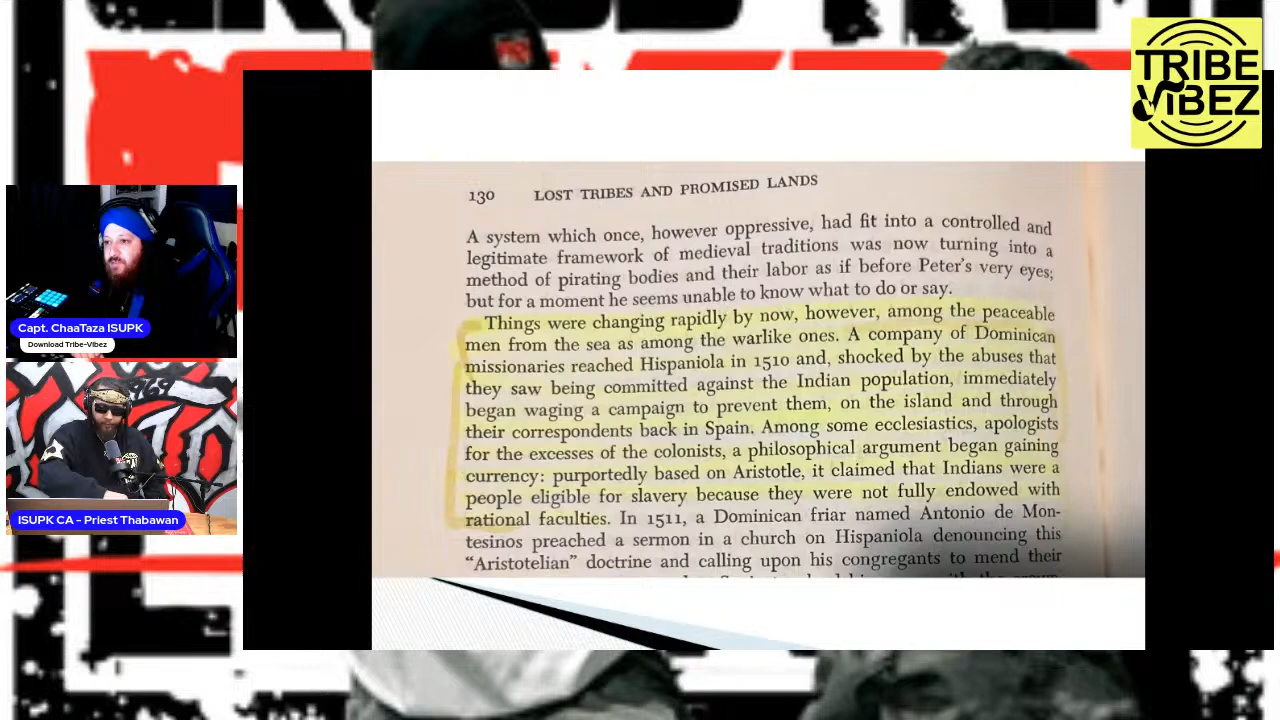 TRIBE
VIBEZ
130 LOST TRIBES AND PROMISED LANDS
A system which once, however oppressive, had fit into a controlled and
legitimate framework of medieval traditions was now turning into a
method of pirating bodies and their labor as if before Peter's very eyes;
but for a moment he seems unable to know what to do or say.
Things were changing rapidly by now, however, among the peaceable
men from the sea as among the warlike ones. A company of Dominican
missionaries reached Hispaniola in 1510 and, shocked by the abuses that
they saw being committed against the Indian population, immediately
began waging a campaign to prevent them, on the island and through
their correspondents back in Spain. Among some ecclesiastics, apologists
for the excesses of the colonists, a philosophical argument began gaining
currency: purportedly based on Aristotle, it claimed that Indians were a
people eligible for slavery because they were not fully endowed with
rational faculties. In 1511, a Dominican friar named Antonio de Mon-
tesinos preached a sermon in a church on Hispaniola denouncing this
"Aristotelian" doctrine and calling upon his congregants to mend their
Capt. ChaaTaza ISUPK
Download Tribe-Vibez
1969
ISUPK CA - Priest Thabawan